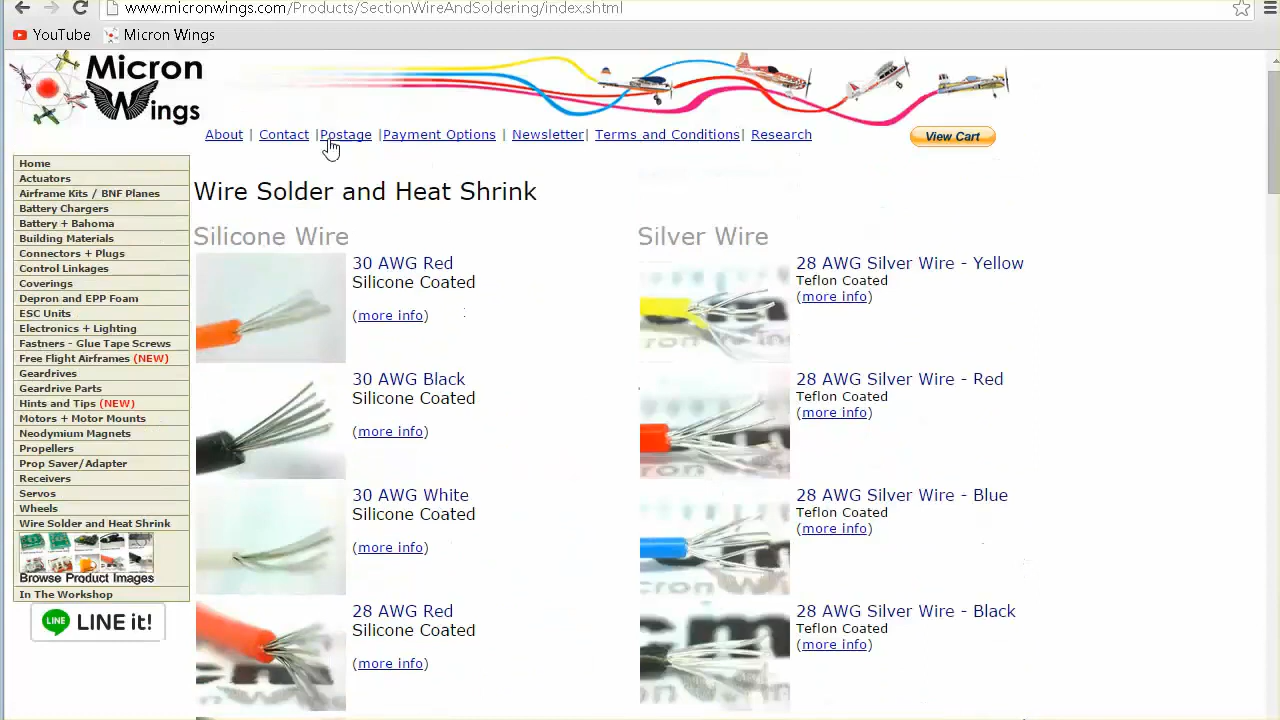 www.micronwings.com/Products/SectionWireAndSoldering/index.shtml
YouTube Micron Wings
Micron
Wings
About | Contact |Postage |Payment Options | Newsletter| Terms and Conditions| Research
View Cart
Home
Actuators
Airframe Kits / BNF Planes
Battery Chargers
Battery + Bahoma
Building Materials
Connectors + Plugs
Control Linkages
Coverings
Depron and EPP Foam
ESC Units
Electronics + Lighting
Fastners - Glue Tape Screws
Free Flight Airframes (NEW)
Geardrives
Geardrive Parts
Hints and Tips (NEW)
Motors + Motor Mounts
Neodymium Magnets
Propellers
Prop Saver/Adapter
Receivers
Servos
Wheels
Wire Solder and Heat Shrink
Browse Product Images
In The Workshop
LINE LINE it!
Wire Solder and Heat Shrink
Silicone Wire
30 AWG Red
Silicone Coated
(more info)
30 AWG Black
Silicone Coated
(more info)
30 AWG White
Silicone Coated
(more info)
28 AWG Red
Silicone Coated
(more info)
Silver Wire
28 AWG Silver Wire - Yellow
Teflon Coated
(more info)
28 AWG Silver Wire - Red
Teflon Coated
(more info)
28 AWG Silver Wire - Blue
Teflon Coated
(more info)
28 AWG Silver Wire - Black
Teflon Coated
(more info)